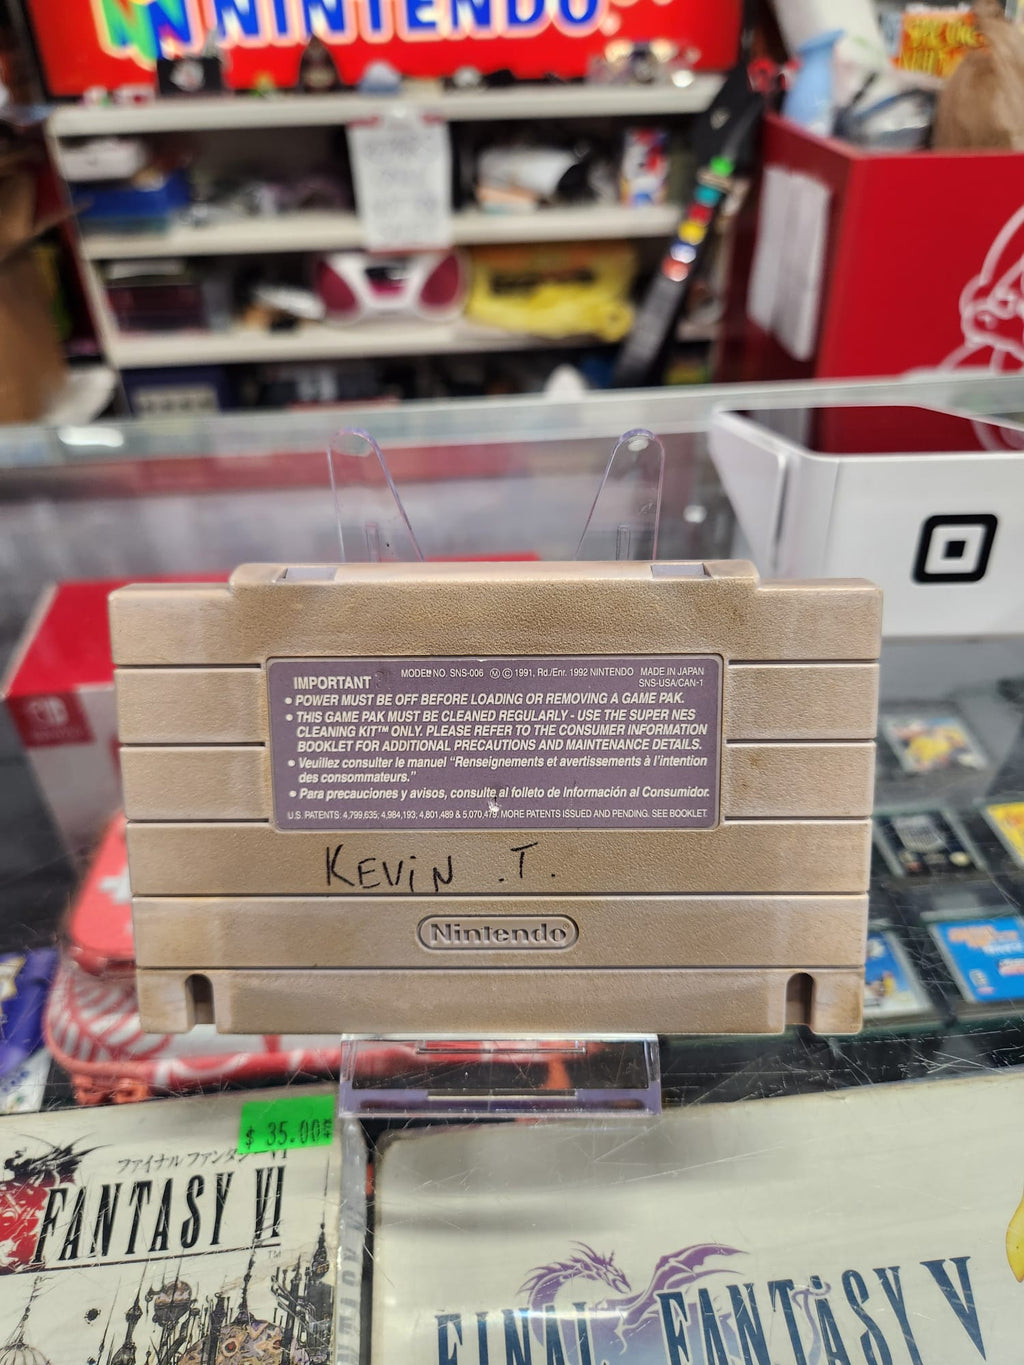 NINTENDO
IMPORTANT
MODEL NO. SNS-006 Ⓜ © 1991, Rd./Enr. 1992 NINTENDO MADE IN JAPAN
SNS-USA/CAN-1
• POWER MUST BE OFF BEFORE LOADING OR REMOVING A GAME PAK.
• THIS GAME PAK MUST BE CLEANED REGULARLY - USE THE SUPER NES
CLEANING KIT™ ONLY. PLEASE REFER TO THE CONSUMER INFORMATION
BOOKLET FOR ADDITIONAL PRECAUTIONS AND MAINTENANCE DETAILS.
• Veuillez consulter le manuel "Renseignements et avertissements à l'intention
des consommateurs."
• Para precauciones y avisos, consulte al folleto de Información al Consumidor.
U.S. PATENTS: 4,799,635; 4,984,193; 4,801,489 & 5,070,479. MORE PATENTS ISSUED AND PENDING. SEE BOOKLET
KEViN .T.
Nintendo
$ 35.00
ファイナルファンタジー VI
FANTASY VI
TM
FINAL FANTASY V